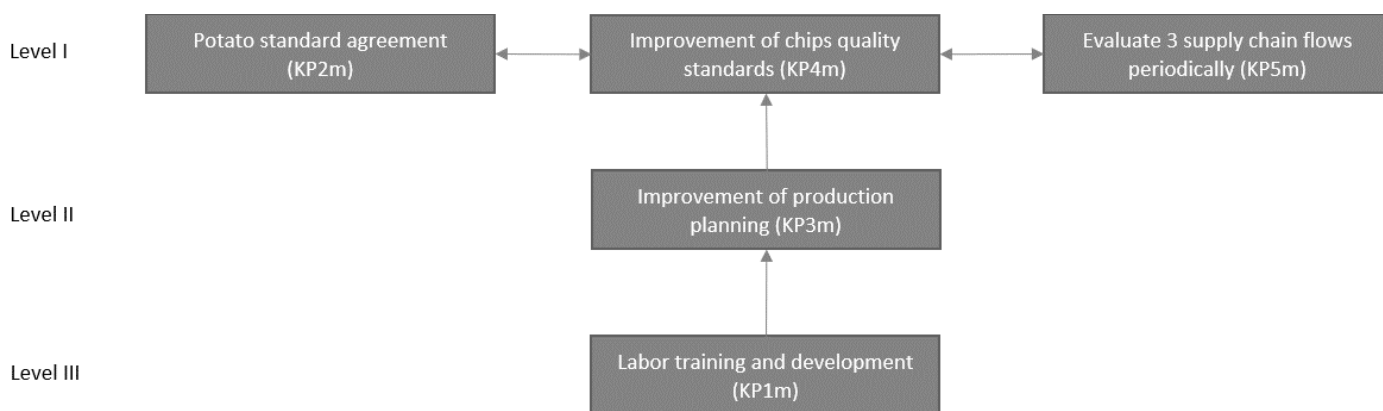 Level I
Potato standard agreement
(KP2m)
Improvement of chips quality
standards (KP4m)
Evaluate 3 supply chain flows
periodically (KP5m)
Level II
Improvement of production
planning (KP3m)
Level III
Labor training and development
(KP1m)